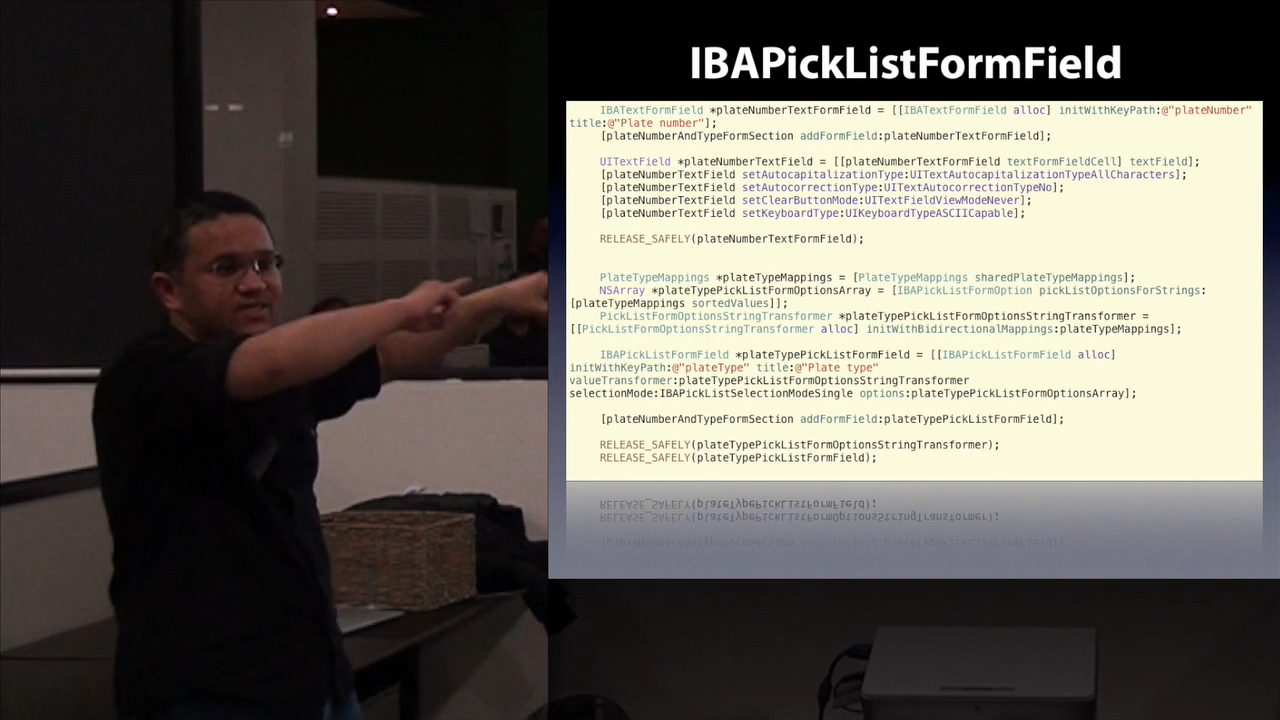 IBAPickListFormField
IBATextFormField *plateNumberTextFormField = [[IBATextFormField alloc] initWithKeyPath:@"plateNumber"
title:@"Plate number"];
[plateNumberAndTypeFormSection addFormField:plateNumberTextFormField];
UITextField *plateNumberTextField = [[plateNumberTextFormField textFormFieldCell] textField];
[plateNumberTextField setAutocapitalizationType:UITextAutocapitalizationTypeAllCharacters];
[plateNumberTextField setAutocorrectionType:UITextAutocorrectionTypeNo];
[plateNumberTextField setClearButtonMode:UITextFieldViewModeNever];
[plateNumberTextField setKeyboardType:UIKeyboardTypeASCIICapable];
RELEASE_SAFELY(plateNumberTextFormField);
PlateTypeMappings *plateTypeMappings = [PlateTypeMappings sharedPlateTypeMappings];
NSArray *plateTypePickListFormOptionsArray = [IBAPickListFormOption pickListOptionsForStrings:
[plateTypeMappings sortedValues]];
PickListFormOptionsStringTransformer *plateTypePickListFormOptionsStringTransformer =
[[PickListFormOptionsStringTransformer alloc] initWithBidirectionalMappings:plateTypeMappings];
IBAPickListFormField *plateTypePickListFormField = [[IBAPickListFormField alloc]
initWithKeyPath:@"plateType" title:@"Plate type"
valueTransformer:plateTypePickListFormOptionsStringTransformer
selectionMode:IBAPickListSelectionModeSingle options:plateTypePickListFormOptionsArray];
[plateNumberAndTypeFormSection addFormField:plateTypePickListFormField];
RELEASE_SAFELY(plateTypePickListFormOptionsStringTransformer);
RELEASE_SAFELY(plateTypePickListFormField);